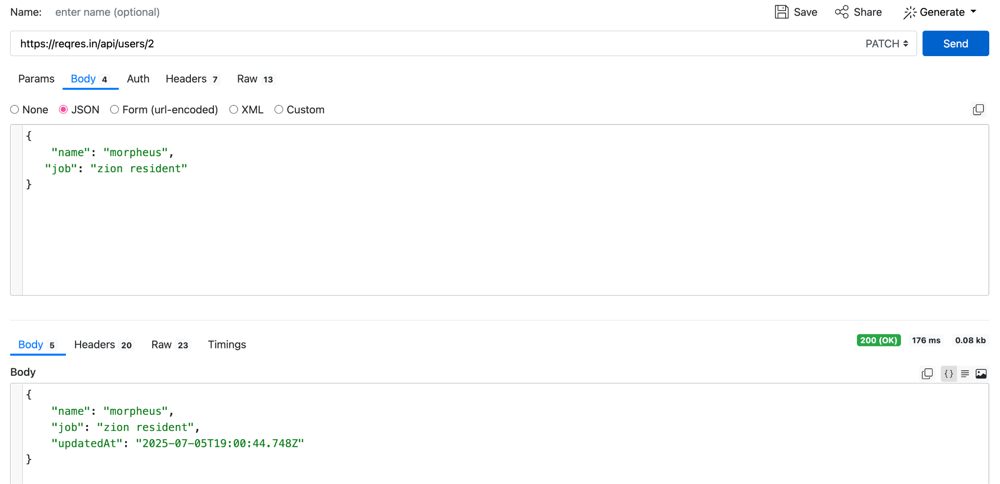 Name: enter name (optional) Save Share Generate
https://reqres.in/api/users/2 PATCH Send
Params Body 4 Auth Headers 7 Raw 13
None JSON Form (url-encoded) XML Custom
{
"name": "morpheus",
"job": "zion resident"
}
Body 5 Headers 20 Raw 23 Timings 200 (OK) 176 ms 0.08 kb
Body {}
{
"name": "morpheus",
"job": "zion resident",
"updatedAt": "2025-07-05T19:00:44.748Z"
}